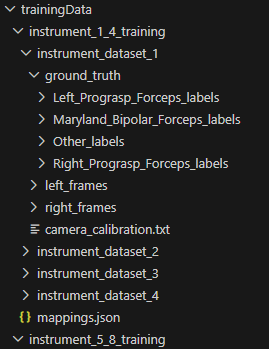 trainingData
instrument_1_4_training
instrument_dataset_1
ground_truth
Left_Prograsp_Forceps_labels
Maryland_Bipolar_Forceps_labels
Other_labels
Right_Prograsp_Forceps_labels
left_frames
right_frames
camera_calibration.txt
instrument_dataset_2
instrument_dataset_3
instrument_dataset_4
{} mappings.json
instrument_5_8_training